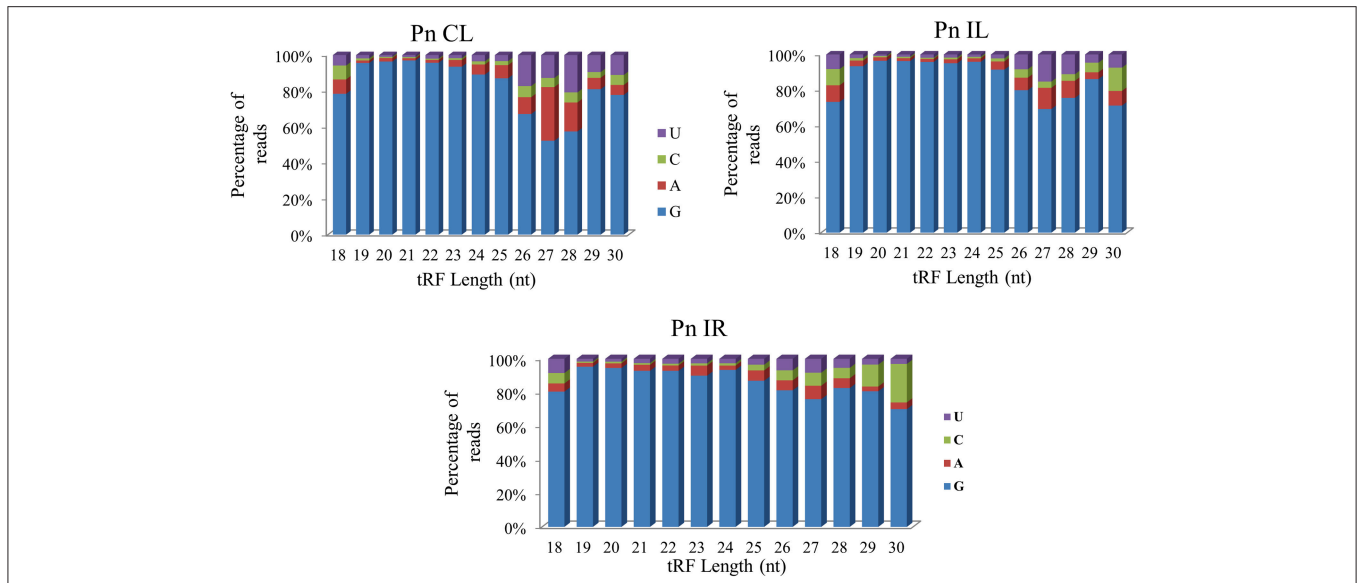 Pn CL
100%
80%
60%
40%
20%
0%
Percentage of
reads
18 19 20 21 22 23 24 25 26 27 28 29 30
tRF Length (nt)
U
C
A
G
Pn IL
100%
80%
60%
40%
20%
0%
Percentage of
reads
18 19 20 21 22 23 24 25 26 27 28 29 30
tRF Length (nt)
Pn IR
100%
80%
60%
40%
20%
0%
Percentage of
reads
18 19 20 21 22 23 24 25 26 27 28 29 30
tRF Length (nt)
U
C
A
G